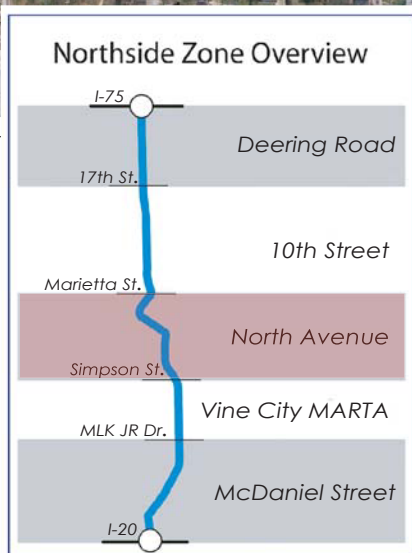 Northside Zone Overview
I-75
Deering Road
17th St.
10th Street
Marietta St.
North Avenue
Simpson St.
Vine City MARTA
MLK JR Dr.
McDaniel Street
I-20